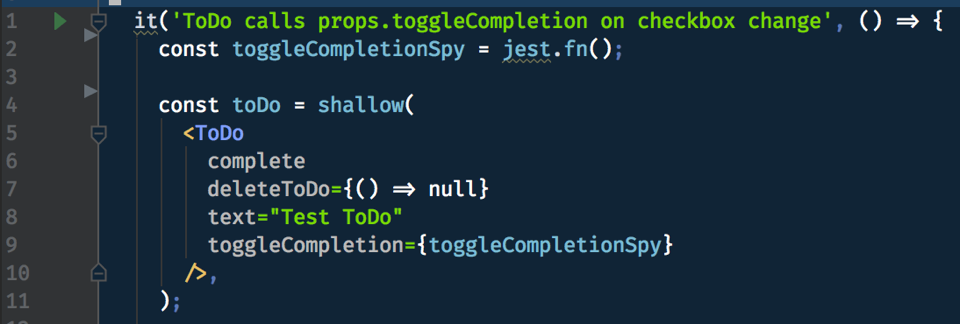 1 it('ToDo calls props.toggleCompletion on checkbox change', () => {
2 const toggleCompletionSpy = jest.fn();
3
4 const toDo = shallow(
5 <ToDo
6 complete
7 deleteToDo={() => null}
8 text="Test ToDo"
9 toggleCompletion={toggleCompletionSpy}
10 />,
11 );